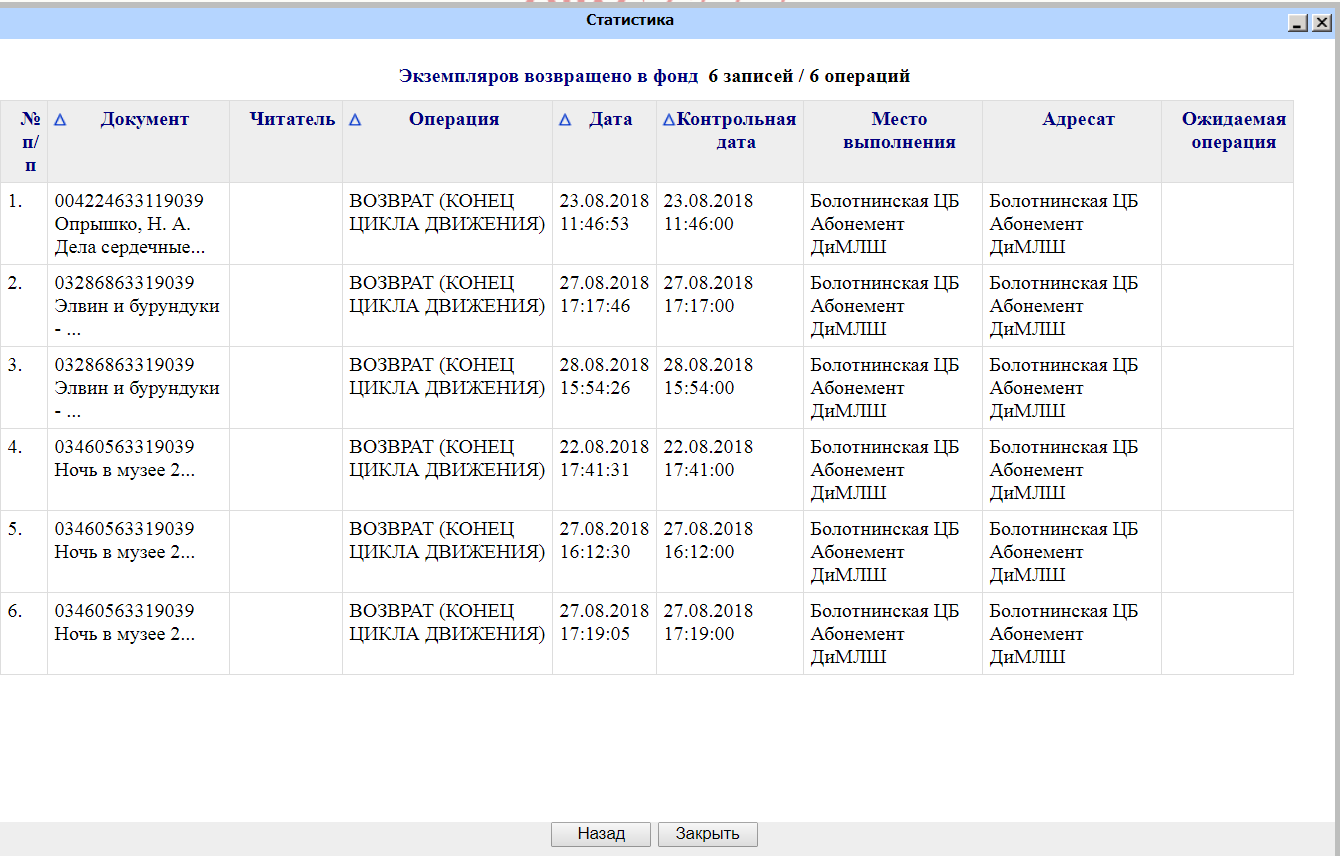 Статистика
Экземпляров возвращено в фонд 6 записей / 6 операций
№ п/п Документ Читатель Операция Дата Контрольная дата Место выполнения Адресат Ожидаемая операция
1. 004224633119039 ВОЗВРАТ (КОНЕЦ 23.08.2018 23.08.2018 Болотнинская ЦБ Болотнинская ЦБ
Опрышко, Н. А. ЦИКЛА ДВИЖЕНИЯ) 11:46:53 11:46:00 Абонемент Абонемент
Дела сердечные... ДиМЛШ ДиМЛШ
2. 03286863319039 ВОЗВРАТ (КОНЕЦ 27.08.2018 27.08.2018 Болотнинская ЦБ Болотнинская ЦБ
Элвин и бурундуки ЦИКЛА ДВИЖЕНИЯ) 17:17:46 17:17:00 Абонемент Абонемент
- ... ДиМЛШ ДиМЛШ
3. 03286863319039 ВОЗВРАТ (КОНЕЦ 28.08.2018 28.08.2018 Болотнинская ЦБ Болотнинская ЦБ
Элвин и бурундуки ЦИКЛА ДВИЖЕНИЯ) 15:54:26 15:54:00 Абонемент Абонемент
- ... ДиМЛШ ДиМЛШ
4. 03460563319039 ВОЗВРАТ (КОНЕЦ 22.08.2018 22.08.2018 Болотнинская ЦБ Болотнинская ЦБ
Ночь в музее 2... ЦИКЛА ДВИЖЕНИЯ) 17:41:31 17:41:00 Абонемент Абонемент
ДиМЛШ ДиМЛШ
5. 03460563319039 ВОЗВРАТ (КОНЕЦ 27.08.2018 27.08.2018 Болотнинская ЦБ Болотнинская ЦБ
Ночь в музее 2... ЦИКЛА ДВИЖЕНИЯ) 16:12:30 16:12:00 Абонемент Абонемент
ДиМЛШ ДиМЛШ
6. 03460563319039 ВОЗВРАТ (КОНЕЦ 27.08.2018 27.08.2018 Болотнинская ЦБ Болотнинская ЦБ
Ночь в музее 2... ЦИКЛА ДВИЖЕНИЯ) 17:19:05 17:19:00 Абонемент Абонемент
ДиМЛШ ДиМЛШ
Назад Закрыть